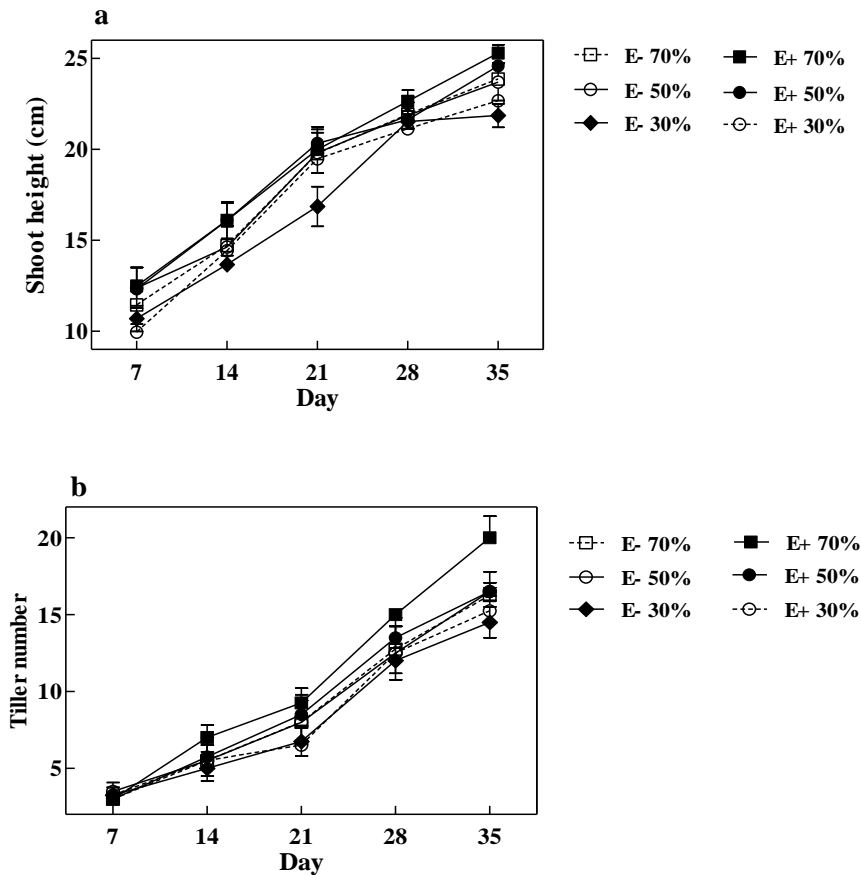 a
25
20
15
10
Shoot height (cm)
7 14 21 28 35
Day
E- 70% E+ 70%
E- 50% E+ 50%
E- 30% E+ 30%
b
20
15
10
5
Tiller number
7 14 21 28 35
Day
E- 70% E+ 70%
E- 50% E+ 50%
E- 30% E+ 30%